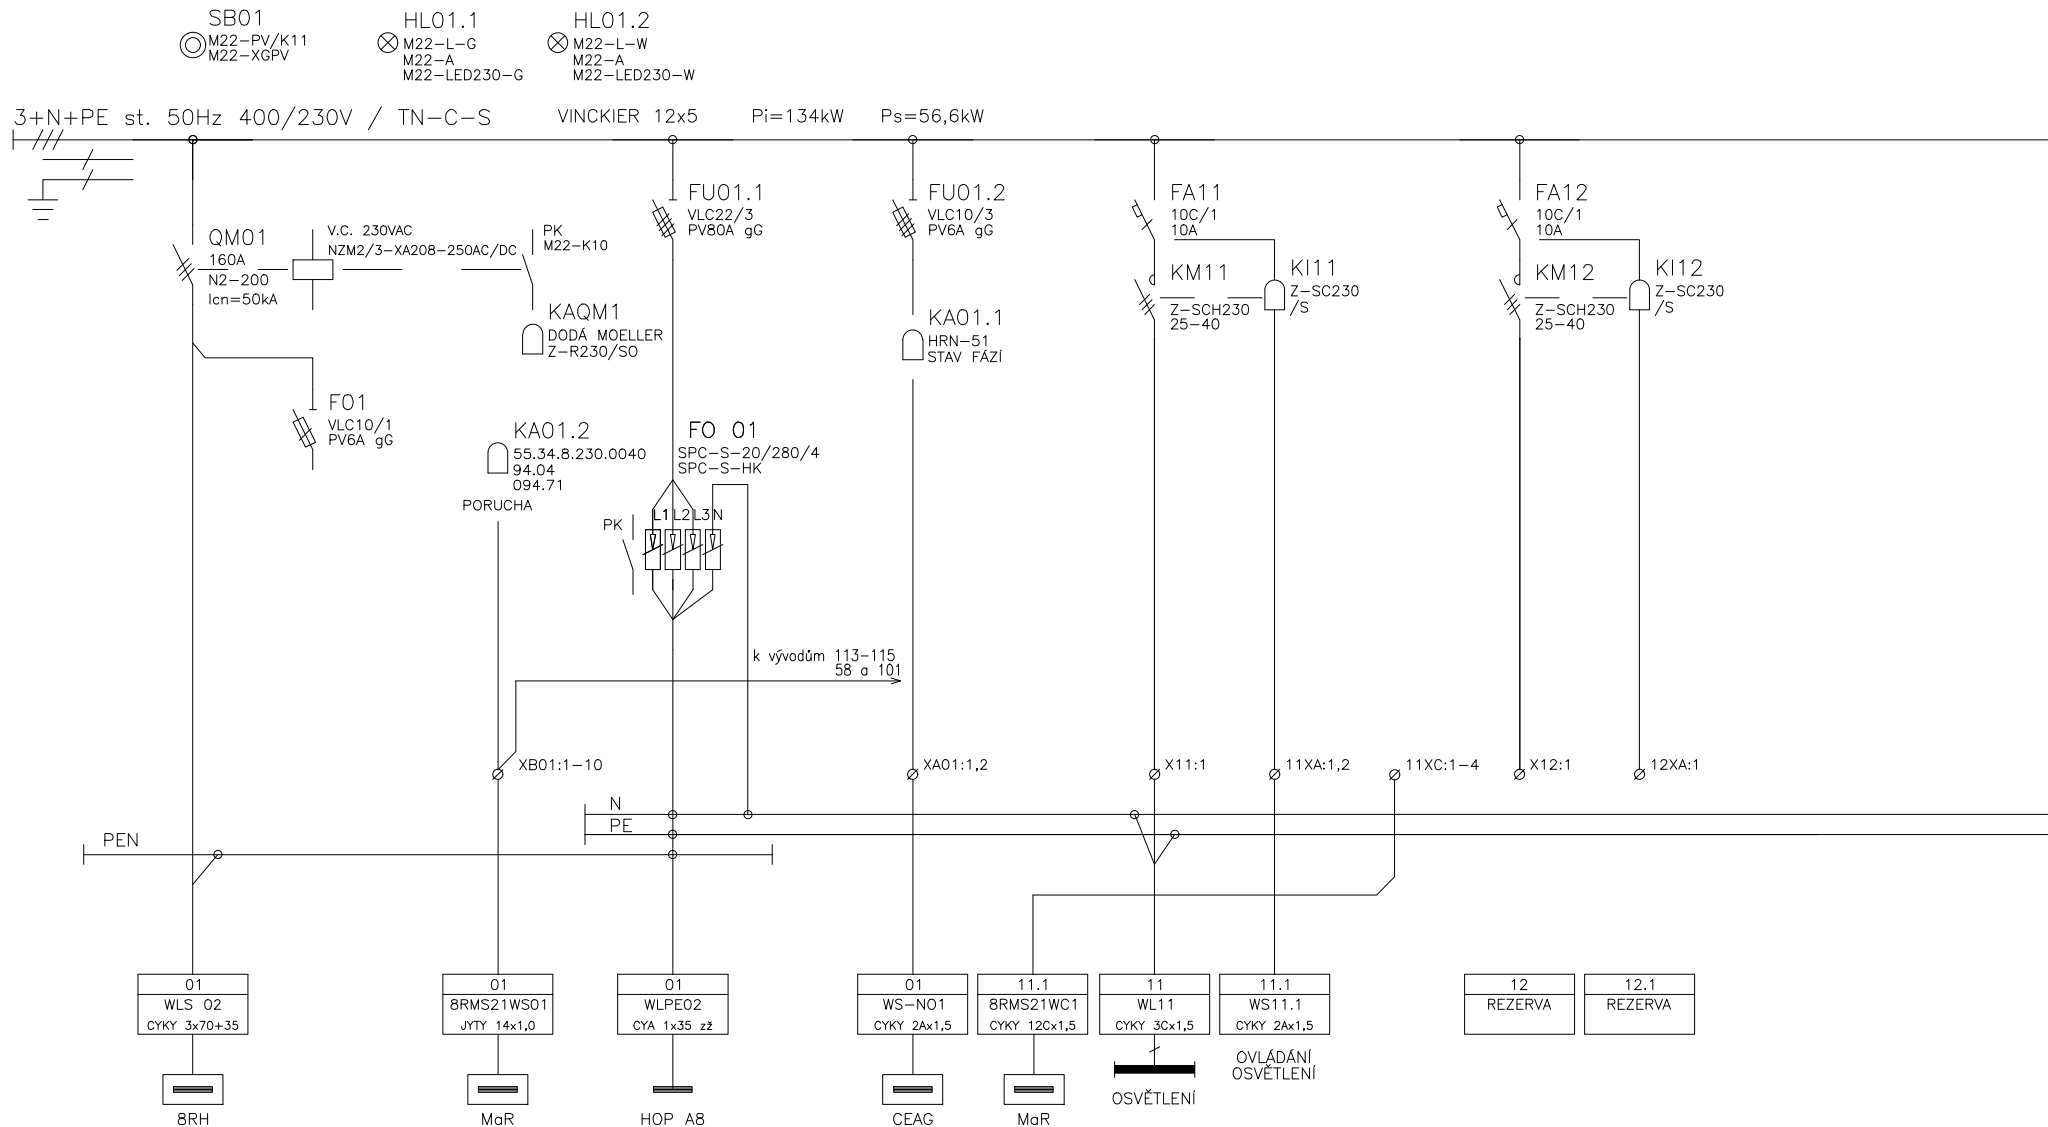 SB01
M22-PV/K11
M22-XGPV
HL01.1
M22-L-G
M22-A
M22-LED230-G
HL01.2
M22-L-W
M22-A
M22-LED230-W
3+N+PE st. 50Hz 400/230V / TN-C-S
VINCKIER 12x5
Pi=134kW
Ps=56,6kW
QM01
160A
N2-200
Icn=50kA
V.C. 230VAC
NZM2/3-XA208-250AC/DC
PK
M22-K10
KAQM1
DODÁ MOELLER
Z-R230/SO
F01
VLC10/1
PV6A gG
KA01.2
55.34.8.230.0040
94.04
094.71
PORUCHA
FU01.1
VLC22/3
PV80A gG
FO 01
SPC-S-20/280/4
SPC-S-HK
PK
L1 L2 L3 N
FU01.2
VLC10/3
PV6A gG
KA01.1
HRN-51
STAV FÁZÍ
FA11
10C/1
10A
KM11
Z-SCH230
25-40
KI11
Z-SC230
/S
FA12
10C/1
10A
KM12
Z-SCH230
25-40
KI12
Z-SC230
/S
k vývodům 113-115
58 a 101
XB01:1-10
XA01:1,2
X11:1
11XA:1,2
11XC:1-4
X12:1
12XA:1
N
PE
PEN
01
WLS 02
CYKY 3x70+35
8RH
01
8RMS21WS01
JYTY 14x1,0
MaR
01
WLPE02
CYA 1x35 zž
HOP A8
01
WS-NO1
CYKY 2Ax1,5
CEAG
11.1
8RMS21WC1
CYKY 12Cx1,5
MaR
11
WL11
CYKY 3Cx1,5
OSVĚTLENÍ
11.1
WS11.1
CYKY 2Ax1,5
OVLÁDÁNÍ
OSVĚTLENÍ
12
REZERVA
12.1
REZERVA